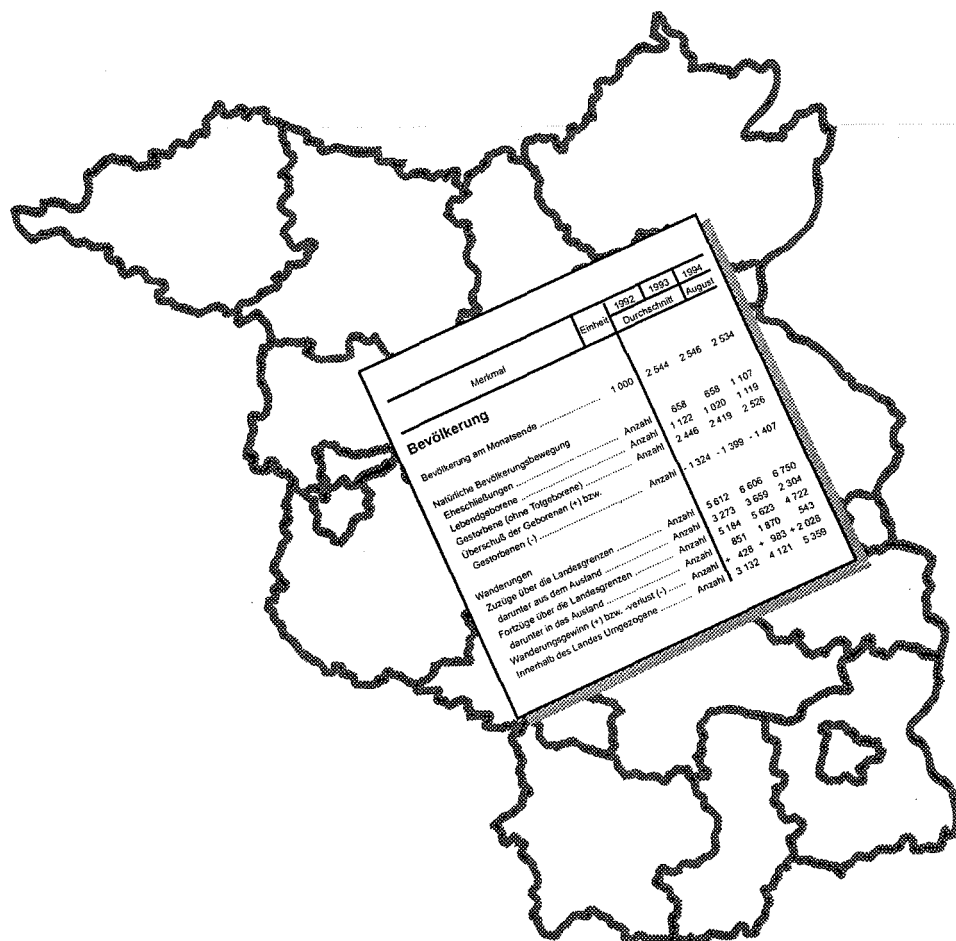 Merkmal Einheit 1992 1993 1994
Durchschnitt August
Bevölkerung
Bevölkerung am Monatsende .................... 1 000 2 544 2 546 2 534
Natürliche Bevölkerungsbewegung
Eheschließungen .................... Anzahl 658 658 1 107
Lebendgeborene .................... Anzahl 1 122 1 020 1 119
Gestorbene (ohne Totgeborene) .................... Anzahl 2 446 2 419 2 526
Überschuß der Geborenen (+) bzw.
Gestorbenen (-) .................... Anzahl - 1 324 - 1 399 - 1 407
Wanderungen
Zuzüge über die Landesgrenzen .................... Anzahl 5 612 6 606 6 750
darunter aus dem Ausland .................... Anzahl 3 273 3 659 2 304
Fortzüge über die Landesgrenzen .................... Anzahl 5 184 5 623 4 722
darunter in das Ausland .................... Anzahl 851 1 870 543
Wanderungsgewinn (+) bzw. -verlust (-) ........ Anzahl + 428 + 983 + 2 028
Innerhalb des Landes Umgezogene ............ Anzahl 3 132 4 121 5 359